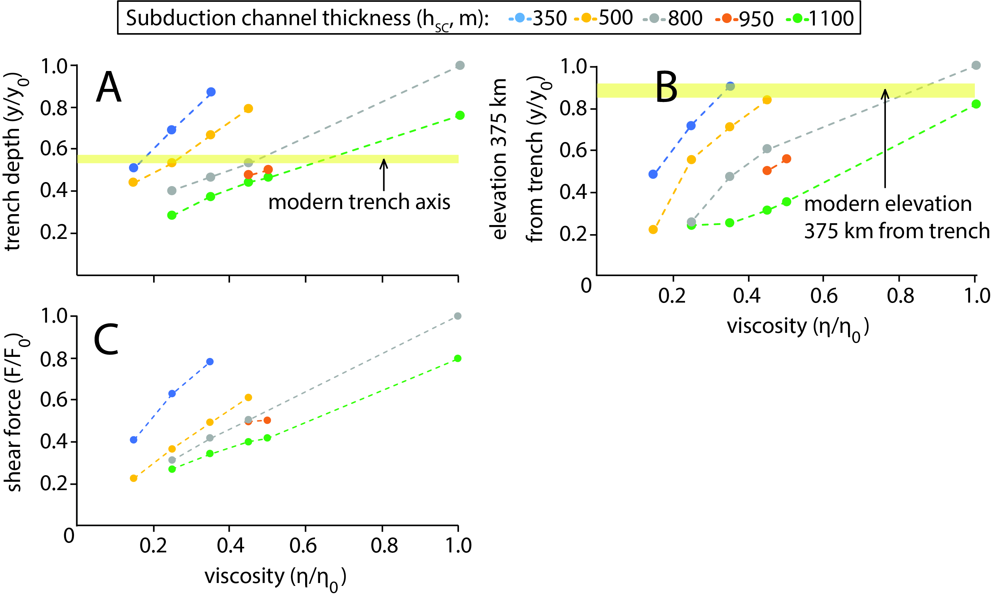 Subduction channel thickness (hsc, m): 350 500 800 950 1100
A
trench depth (y/y0)
1.0
0.8
0.6
0.4
0.2
modern trench axis
B
elevation 375 km
from trench (y/y0)
1.0
0.8
0.6
0.4
0.2
0
modern elevation
375 km from trench
0.2 0.4 0.6 0.8 1.0
viscosity (η/η0)
C
shear force (F/F0)
1.0
0.8
0.6
0.4
0.2
0
0.2 0.4 0.6 0.8 1.0
viscosity (η/η0)